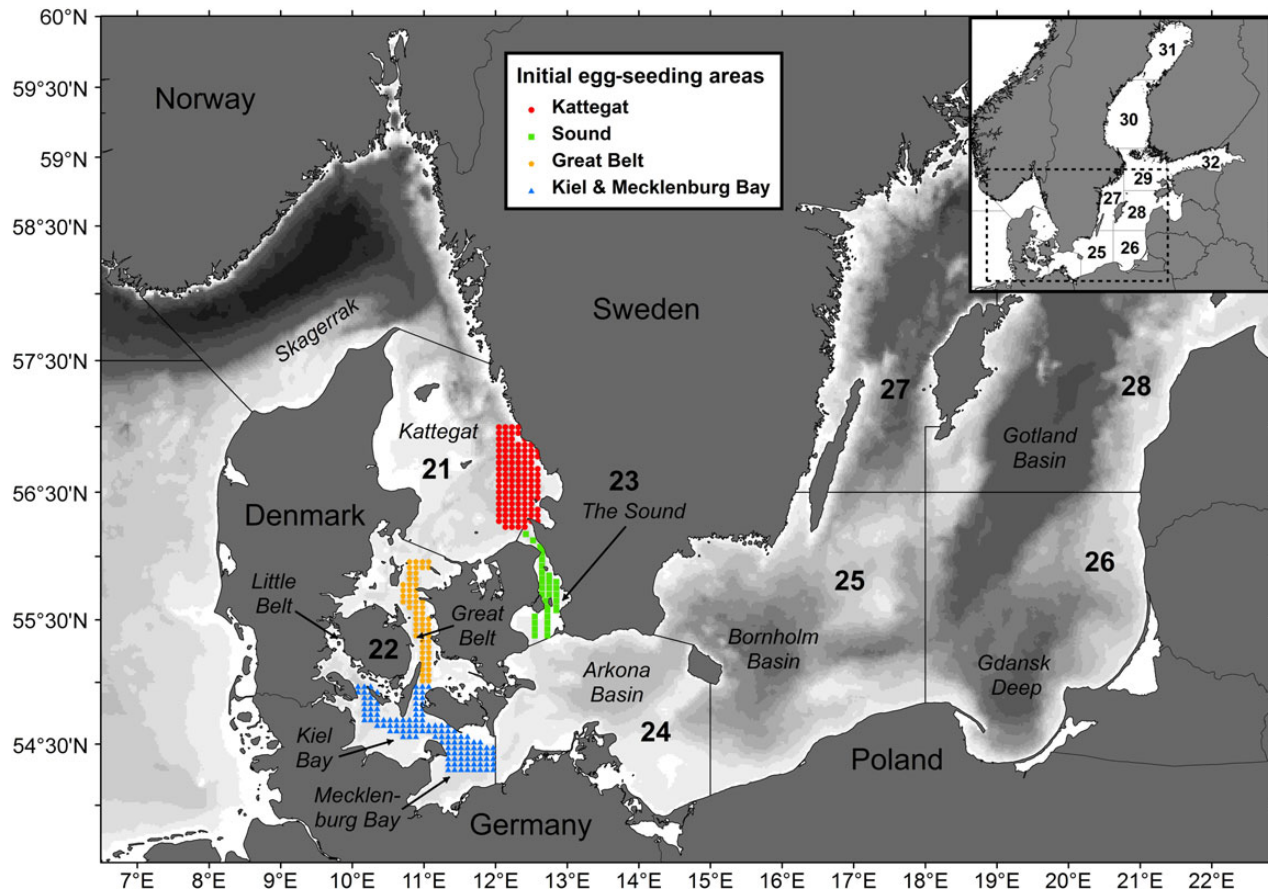 60°N
59°30'N
59°N
58°30'N
57°30'N
56°30'N
55°30'N
54°30'N
54°N
7°E
8°E
9°E
10°E
11°E
12°E
13°E
14°E
15°E
16°E
17°E
18°E
19°E
20°E
21°E
22°E
Initial egg-seeding areas
Kattegat
Sound
Great Belt
Kiel & Mecklenburg Bay
31
30
32
29
27
28
25
26
Norway
Sweden
Skagerrak
27
28
Kattegat
21
Gotland
Basin
23
The Sound
Denmark
Little
Belt
Great
Belt
22
25
26
Bornholm
Basin
Arkona
Basin
Gdansk
Deep
24
Kiel
Bay
Poland
Mecklen-
burg Bay
Germany